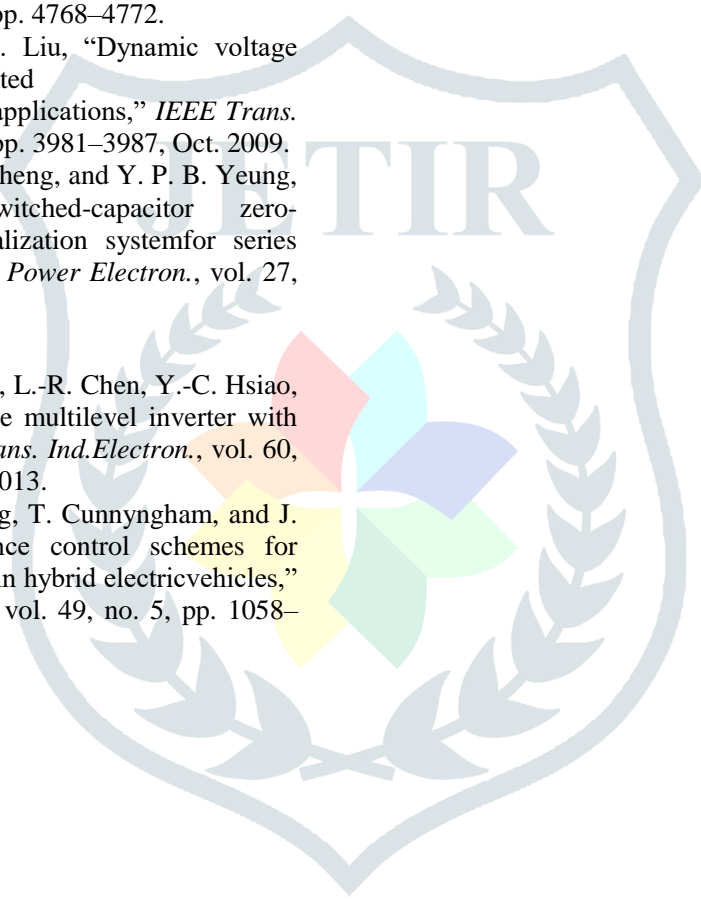 pp. 4768–4772.
. Liu, “Dynamic voltage
ted
applications,” IEEE Trans.
pp. 3981–3987, Oct. 2009.
heng, and Y. P. B. Yeung,
witched-capacitor zero-
alization systemfor series
Power Electron., vol. 27,
, L.-R. Chen, Y.-C. Hsiao,
e multilevel inverter with
ans. Ind.Electron., vol. 60,
013.
g, T. Cunnyngham, and J.
nce control schemes for
in hybrid electricvehicles,”
vol. 49, no. 5, pp. 1058–
JETIR